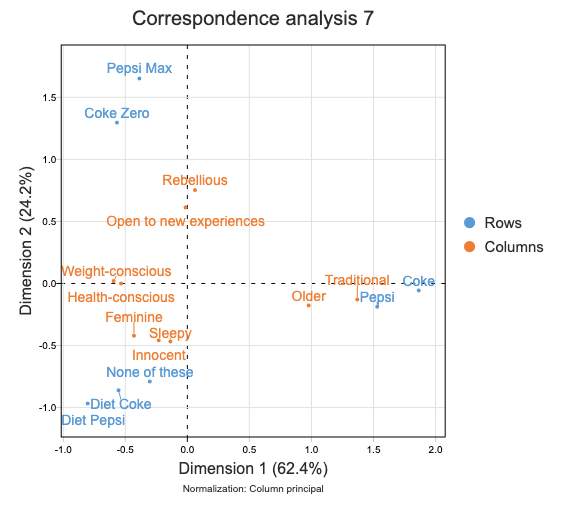 Correspondence analysis 7
Pepsi Max
Coke Zero
Rebellious
Open to new experiences
Weight-conscious
Health-conscious
Traditional
Coke
Older
Pepsi
Feminine
Sleepy
Innocent
None of these
Diet Coke
Diet Pepsi
1.5
1.0
0.5
0.0
-0.5
-1.0
-1.0 -0.5 0.0 0.5 1.0 1.5 2.0
Dimension 2 (24.2%)
Dimension 1 (62.4%)
Normalization: Column principal
Rows
Columns